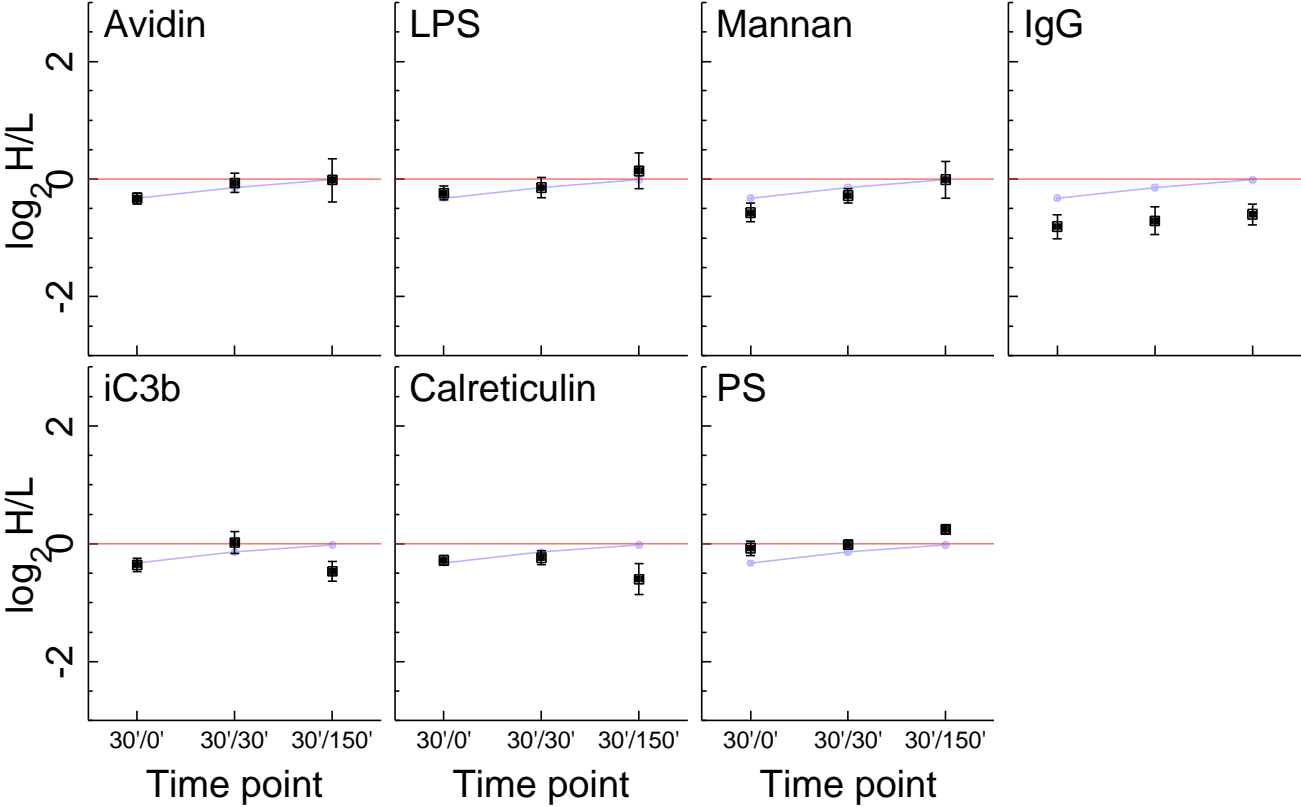 Avidin
LPS
Mannan
IgG
log2 H/L
2
0
-2
iC3b
Calreticulin
PS
log2 H/L
2
0
-2
30'/0'
30'/30'
30'/150'
30'/0'
30'/30'
30'/150'
30'/0'
30'/30'
30'/150'
Time point
Time point
Time point